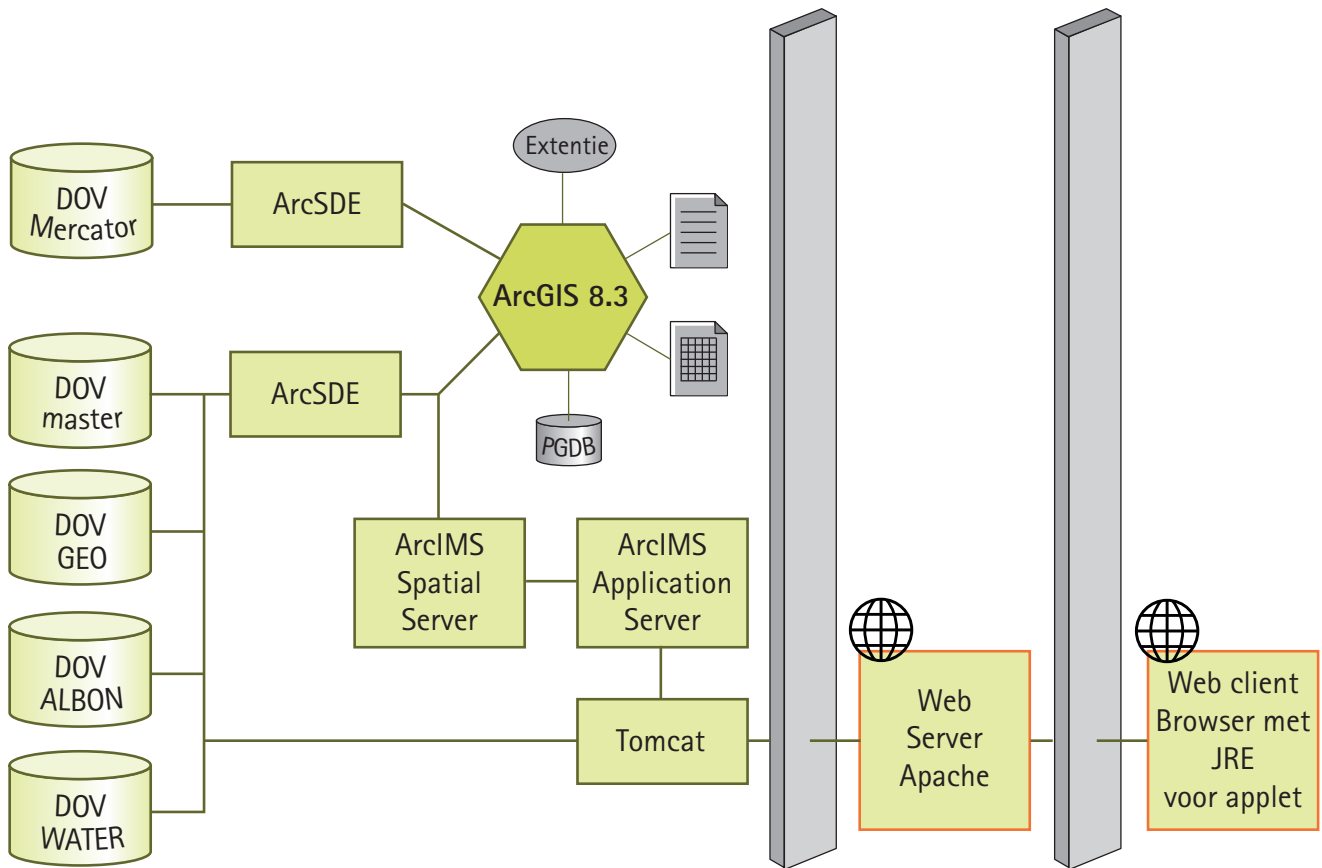 Extentie
DOV
Mercator
ArcSDE
ArcGIS 8.3
DOV
master
ArcSDE
PGDB
DOV
GEO
ArcIMS
Spatial
Server
ArcIMS
Application
Server
DOV
ALBON
Tomcat
Web
Server
Apache
Web client
Browser met
JRE
voor applet
DOV
WATER